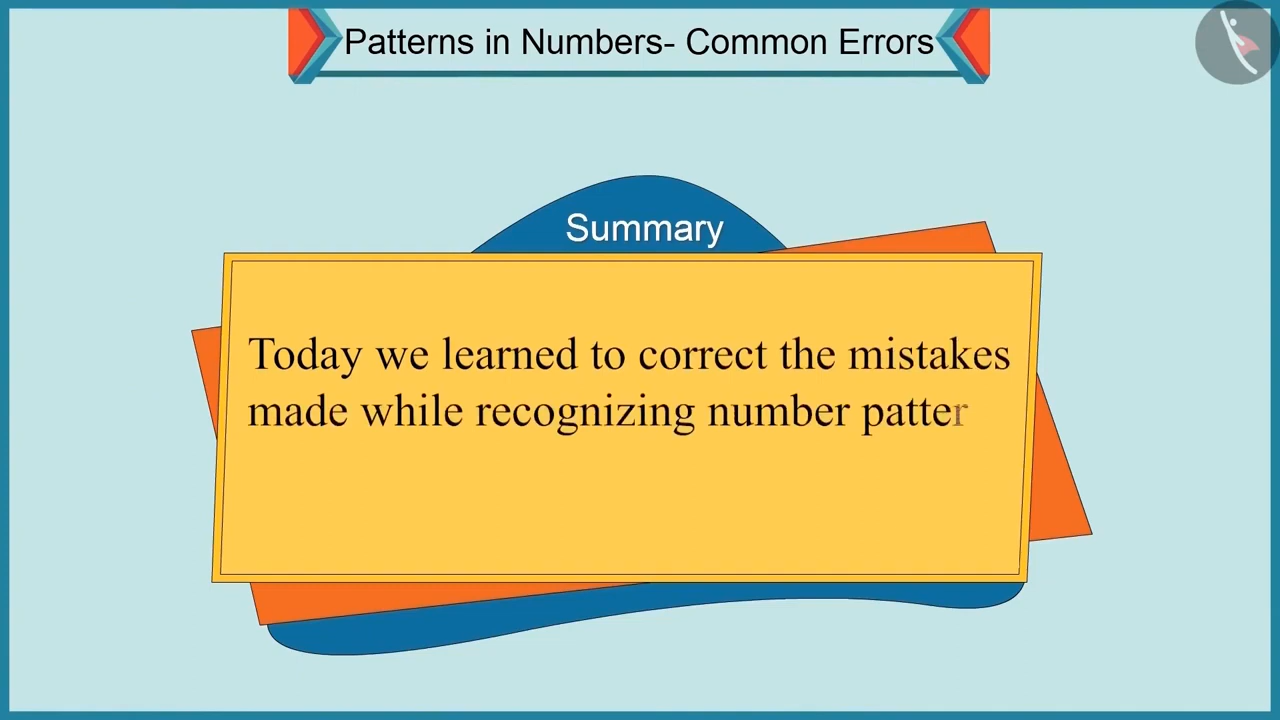 Patterns in Numbers- Common Errors
Summary
Today we learned to correct the mistakes
made while recognizing number patter